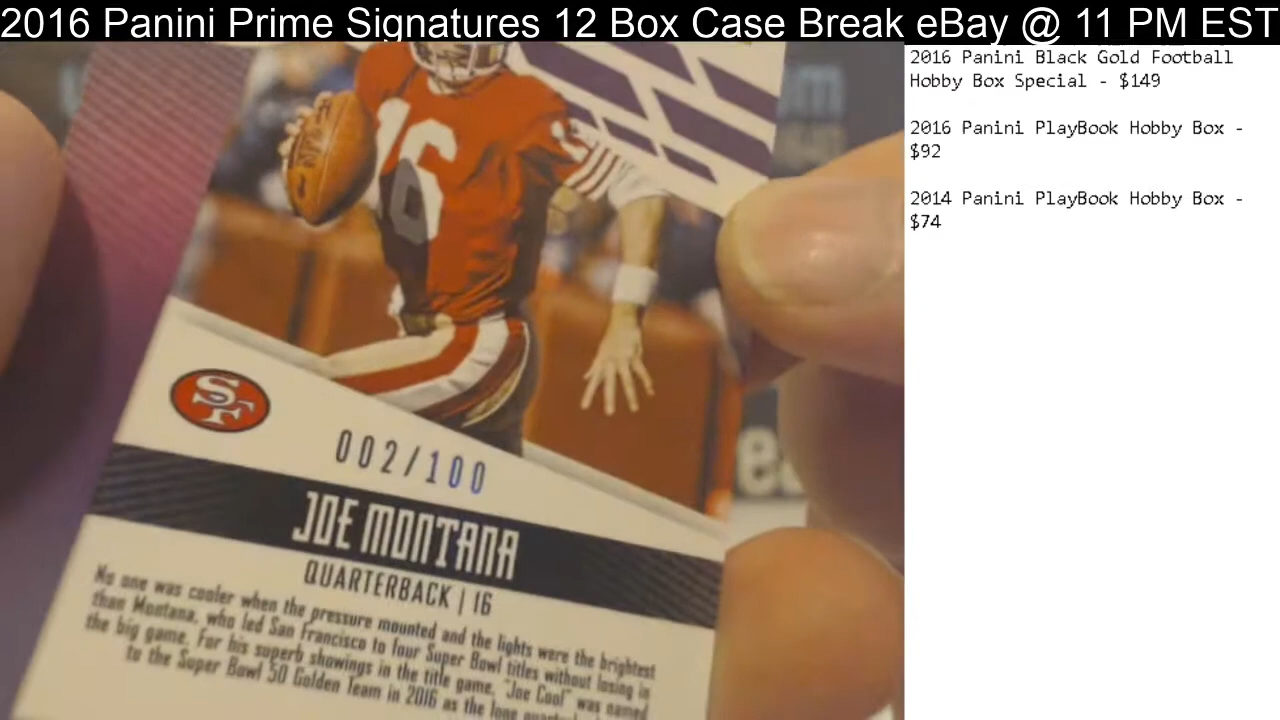 2016 Panini Prime Signatures 12 Box Case Break eBay @ 11 PM EST
2016 Panini Black Gold Football
Hobby Box Special - $149
2016 Panini PlayBook Hobby Box -
$92
2014 Panini PlayBook Hobby Box -
$74
16
SF
002/100
JOE MONTANA
QUARTERBACK | 16
No one was cooler when the pressure mounted and the lights were the brightest
than Montana, who led San Francisco to four Super Bowl titles without losing in
the big game. For his superb showings in the title game, "Joe Cool" was named
to the Super Bowl 50 Golden Team in 2016 as the lone